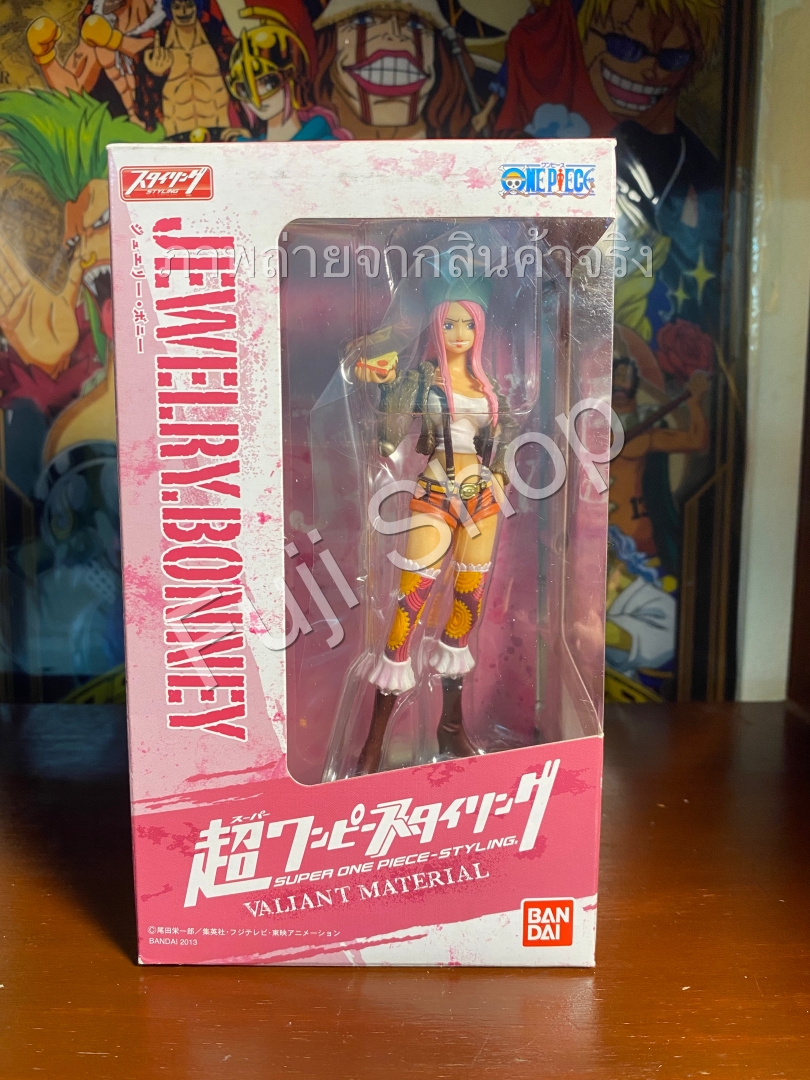 スタイリング
STYLING
ワンピース
ONE PIECE
JEWELRY.BONNEY
ジュエリー・ボニー
ภาพถ่ายจากสินค้าจริง
Fuji Shop
スーパー
超ワンピーススタイリング
SUPER ONE PIECE-STYLING
VALIANT MATERIAL
©尾田栄一郎／集英社・フジテレビ・東映アニメーション
BANDAI 2013
BAN
DAI